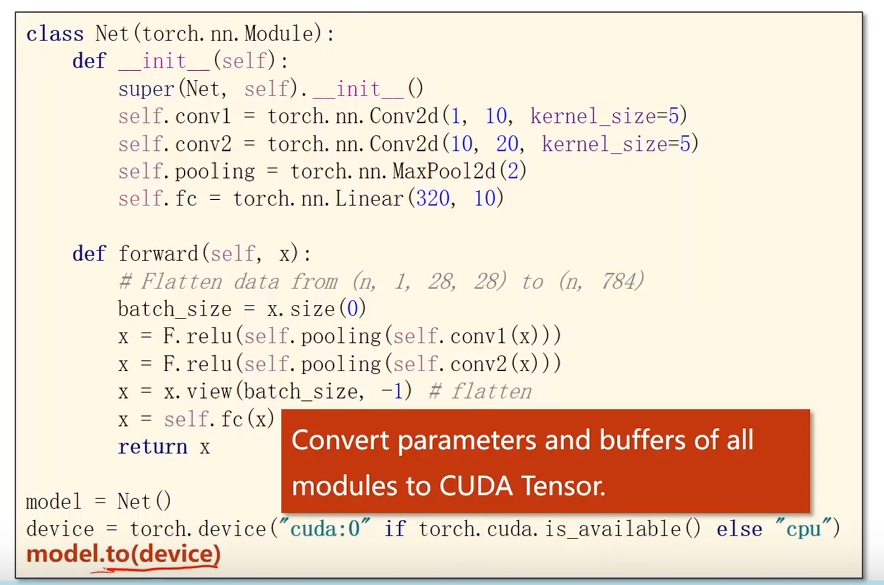 class Net(torch.nn.Module):
    def __init__(self):
        super(Net, self).__init__()
        self.conv1 = torch.nn.Conv2d(1, 10, kernel_size=5)
        self.conv2 = torch.nn.Conv2d(10, 20, kernel_size=5)
        self.pooling = torch.nn.MaxPool2d(2)
        self.fc = torch.nn.Linear(320, 10)
    def forward(self, x):
        # Flatten data from (n, 1, 28, 28) to (n, 784)
        batch_size = x.size(0)
        x = F.relu(self.pooling(self.conv1(x)))
        x = F.relu(self.pooling(self.conv2(x)))
        x = x.view(batch_size, -1) # flatten
        x = self.fc(x)
        return x
Convert parameters and buffers of all
modules to CUDA Tensor.
model = Net()
device = torch.device("cuda:0" if torch.cuda.is_available() else "cpu")
model.to(device)